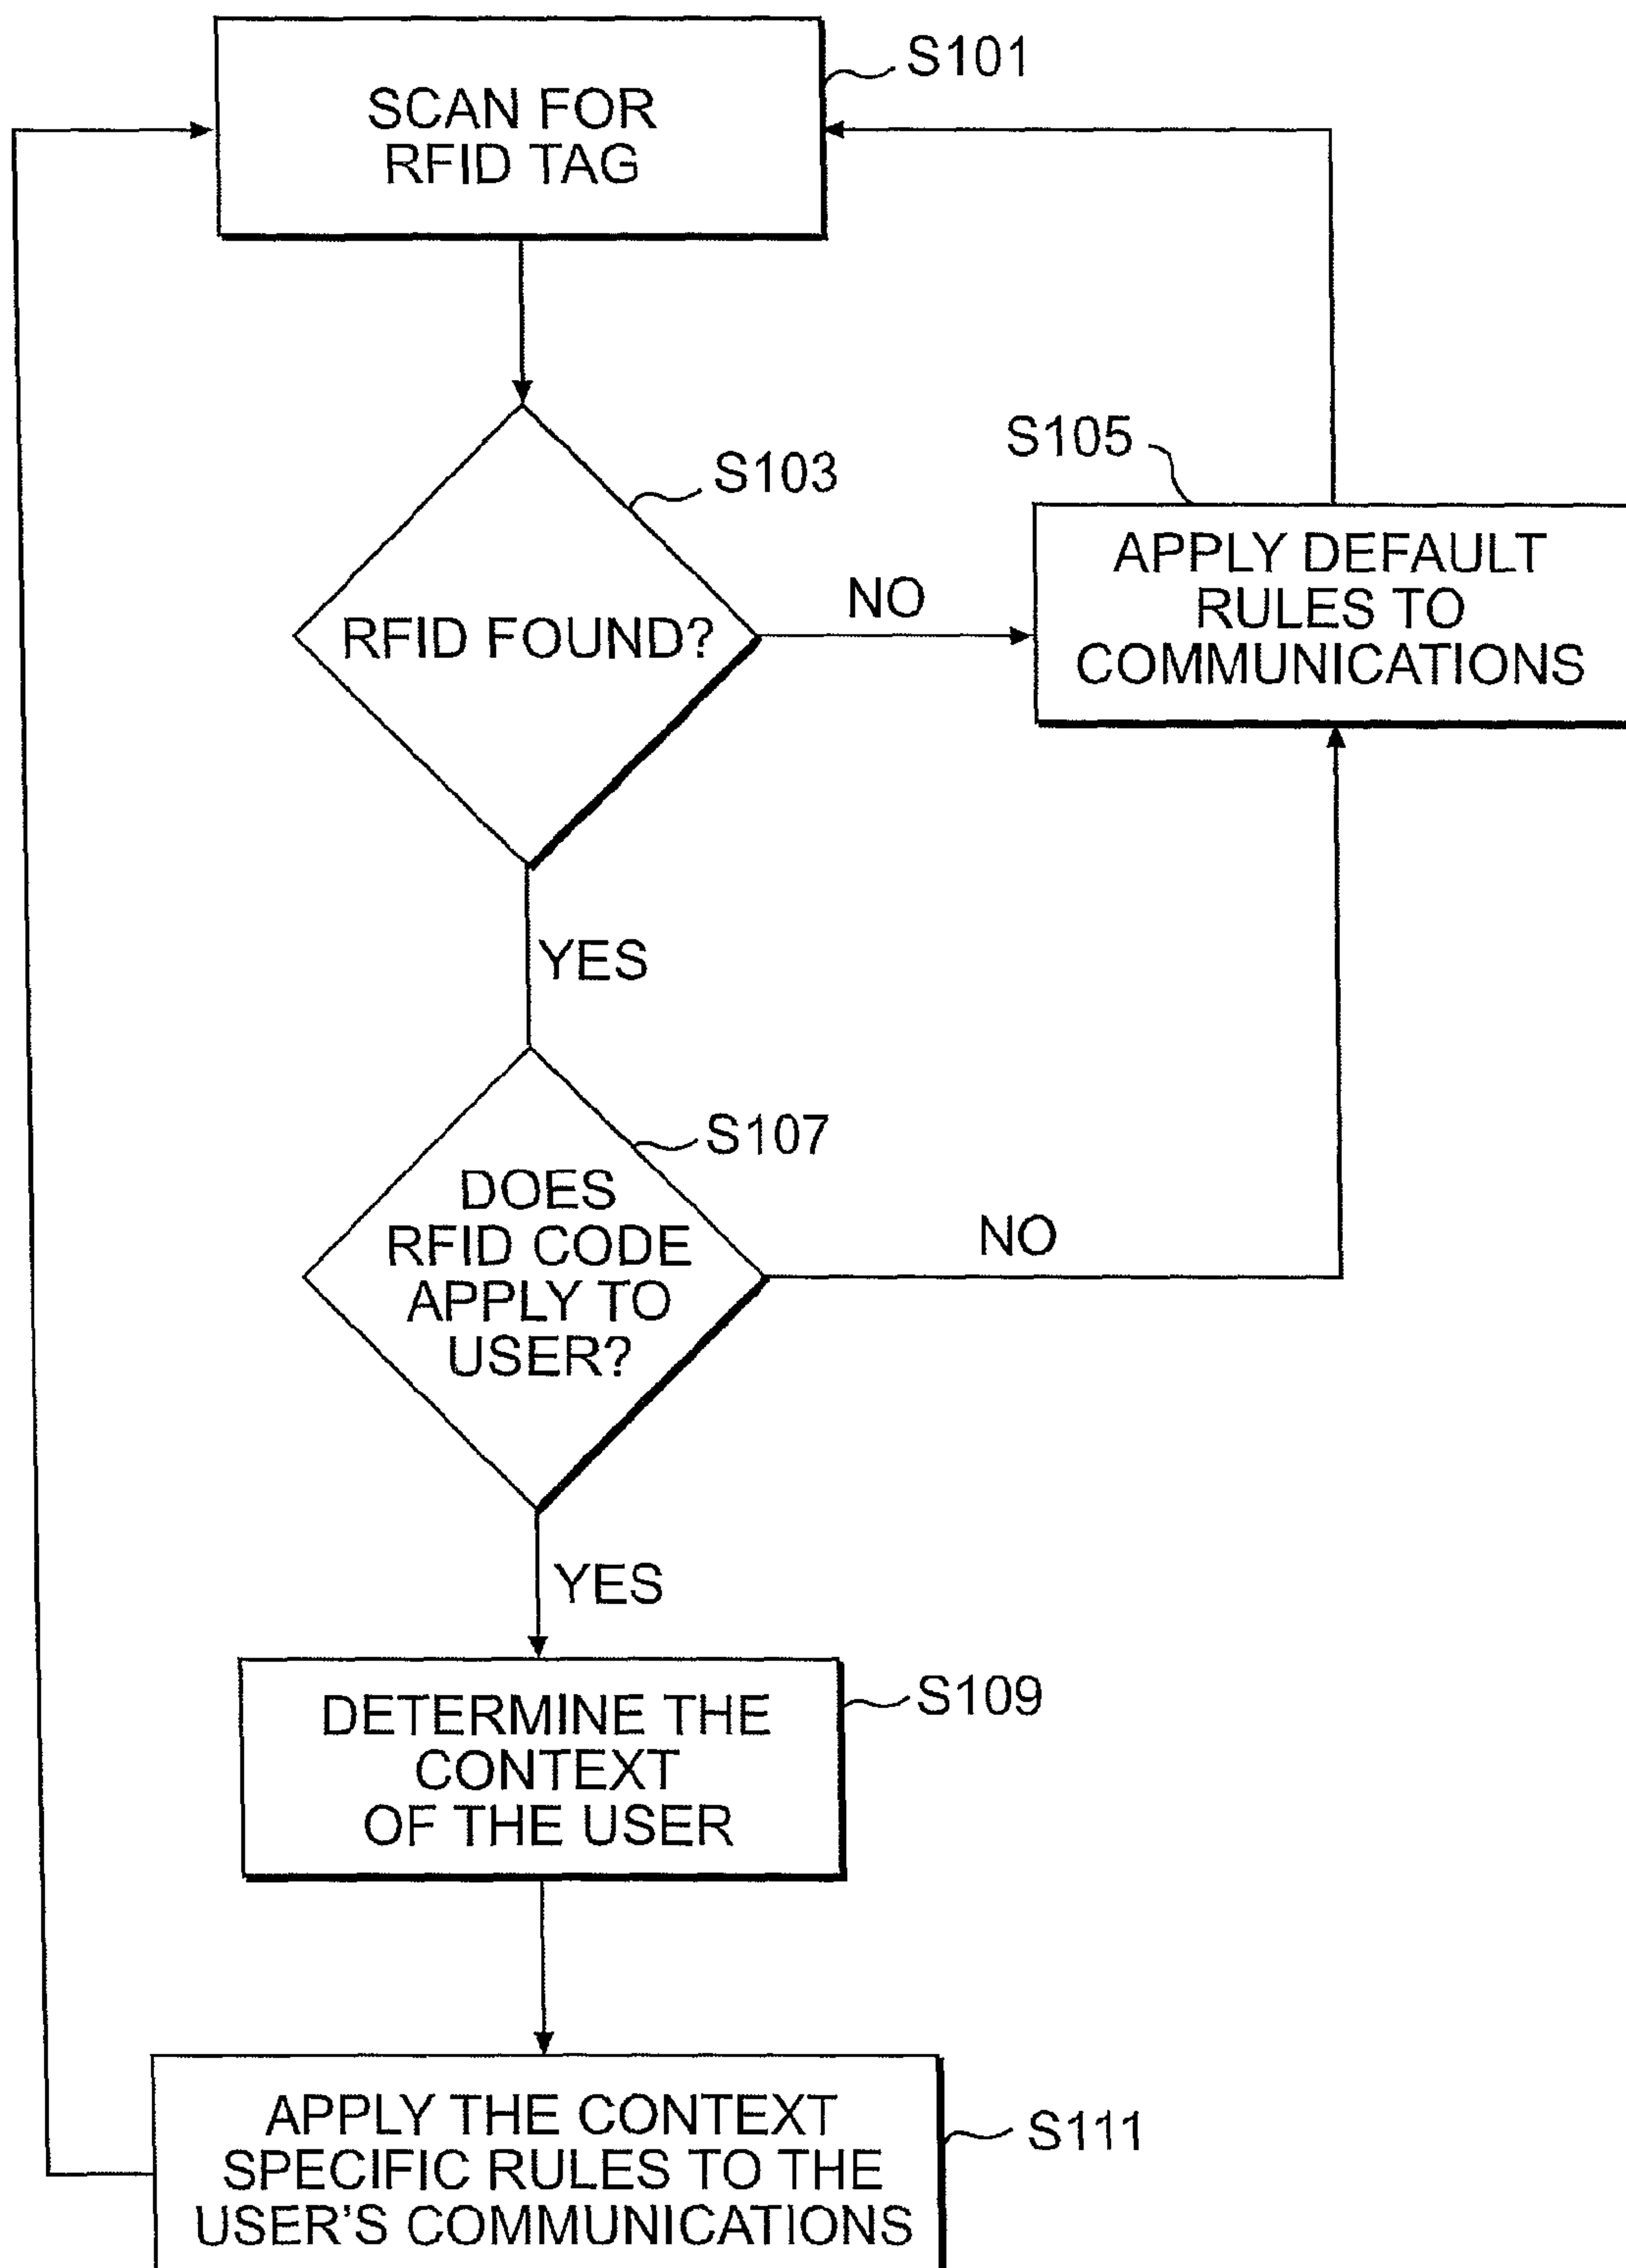 S101
SCAN FOR
RFID TAG
S103
RFID FOUND?
NO
S105
APPLY DEFAULT
RULES TO
COMMUNICATIONS
YES
S107
DOES
RFID CODE
APPLY TO
USER?
NO
YES
S109
DETERMINE THE
CONTEXT
OF THE USER
S111
APPLY THE CONTEXT
SPECIFIC RULES TO THE
USER'S COMMUNICATIONS